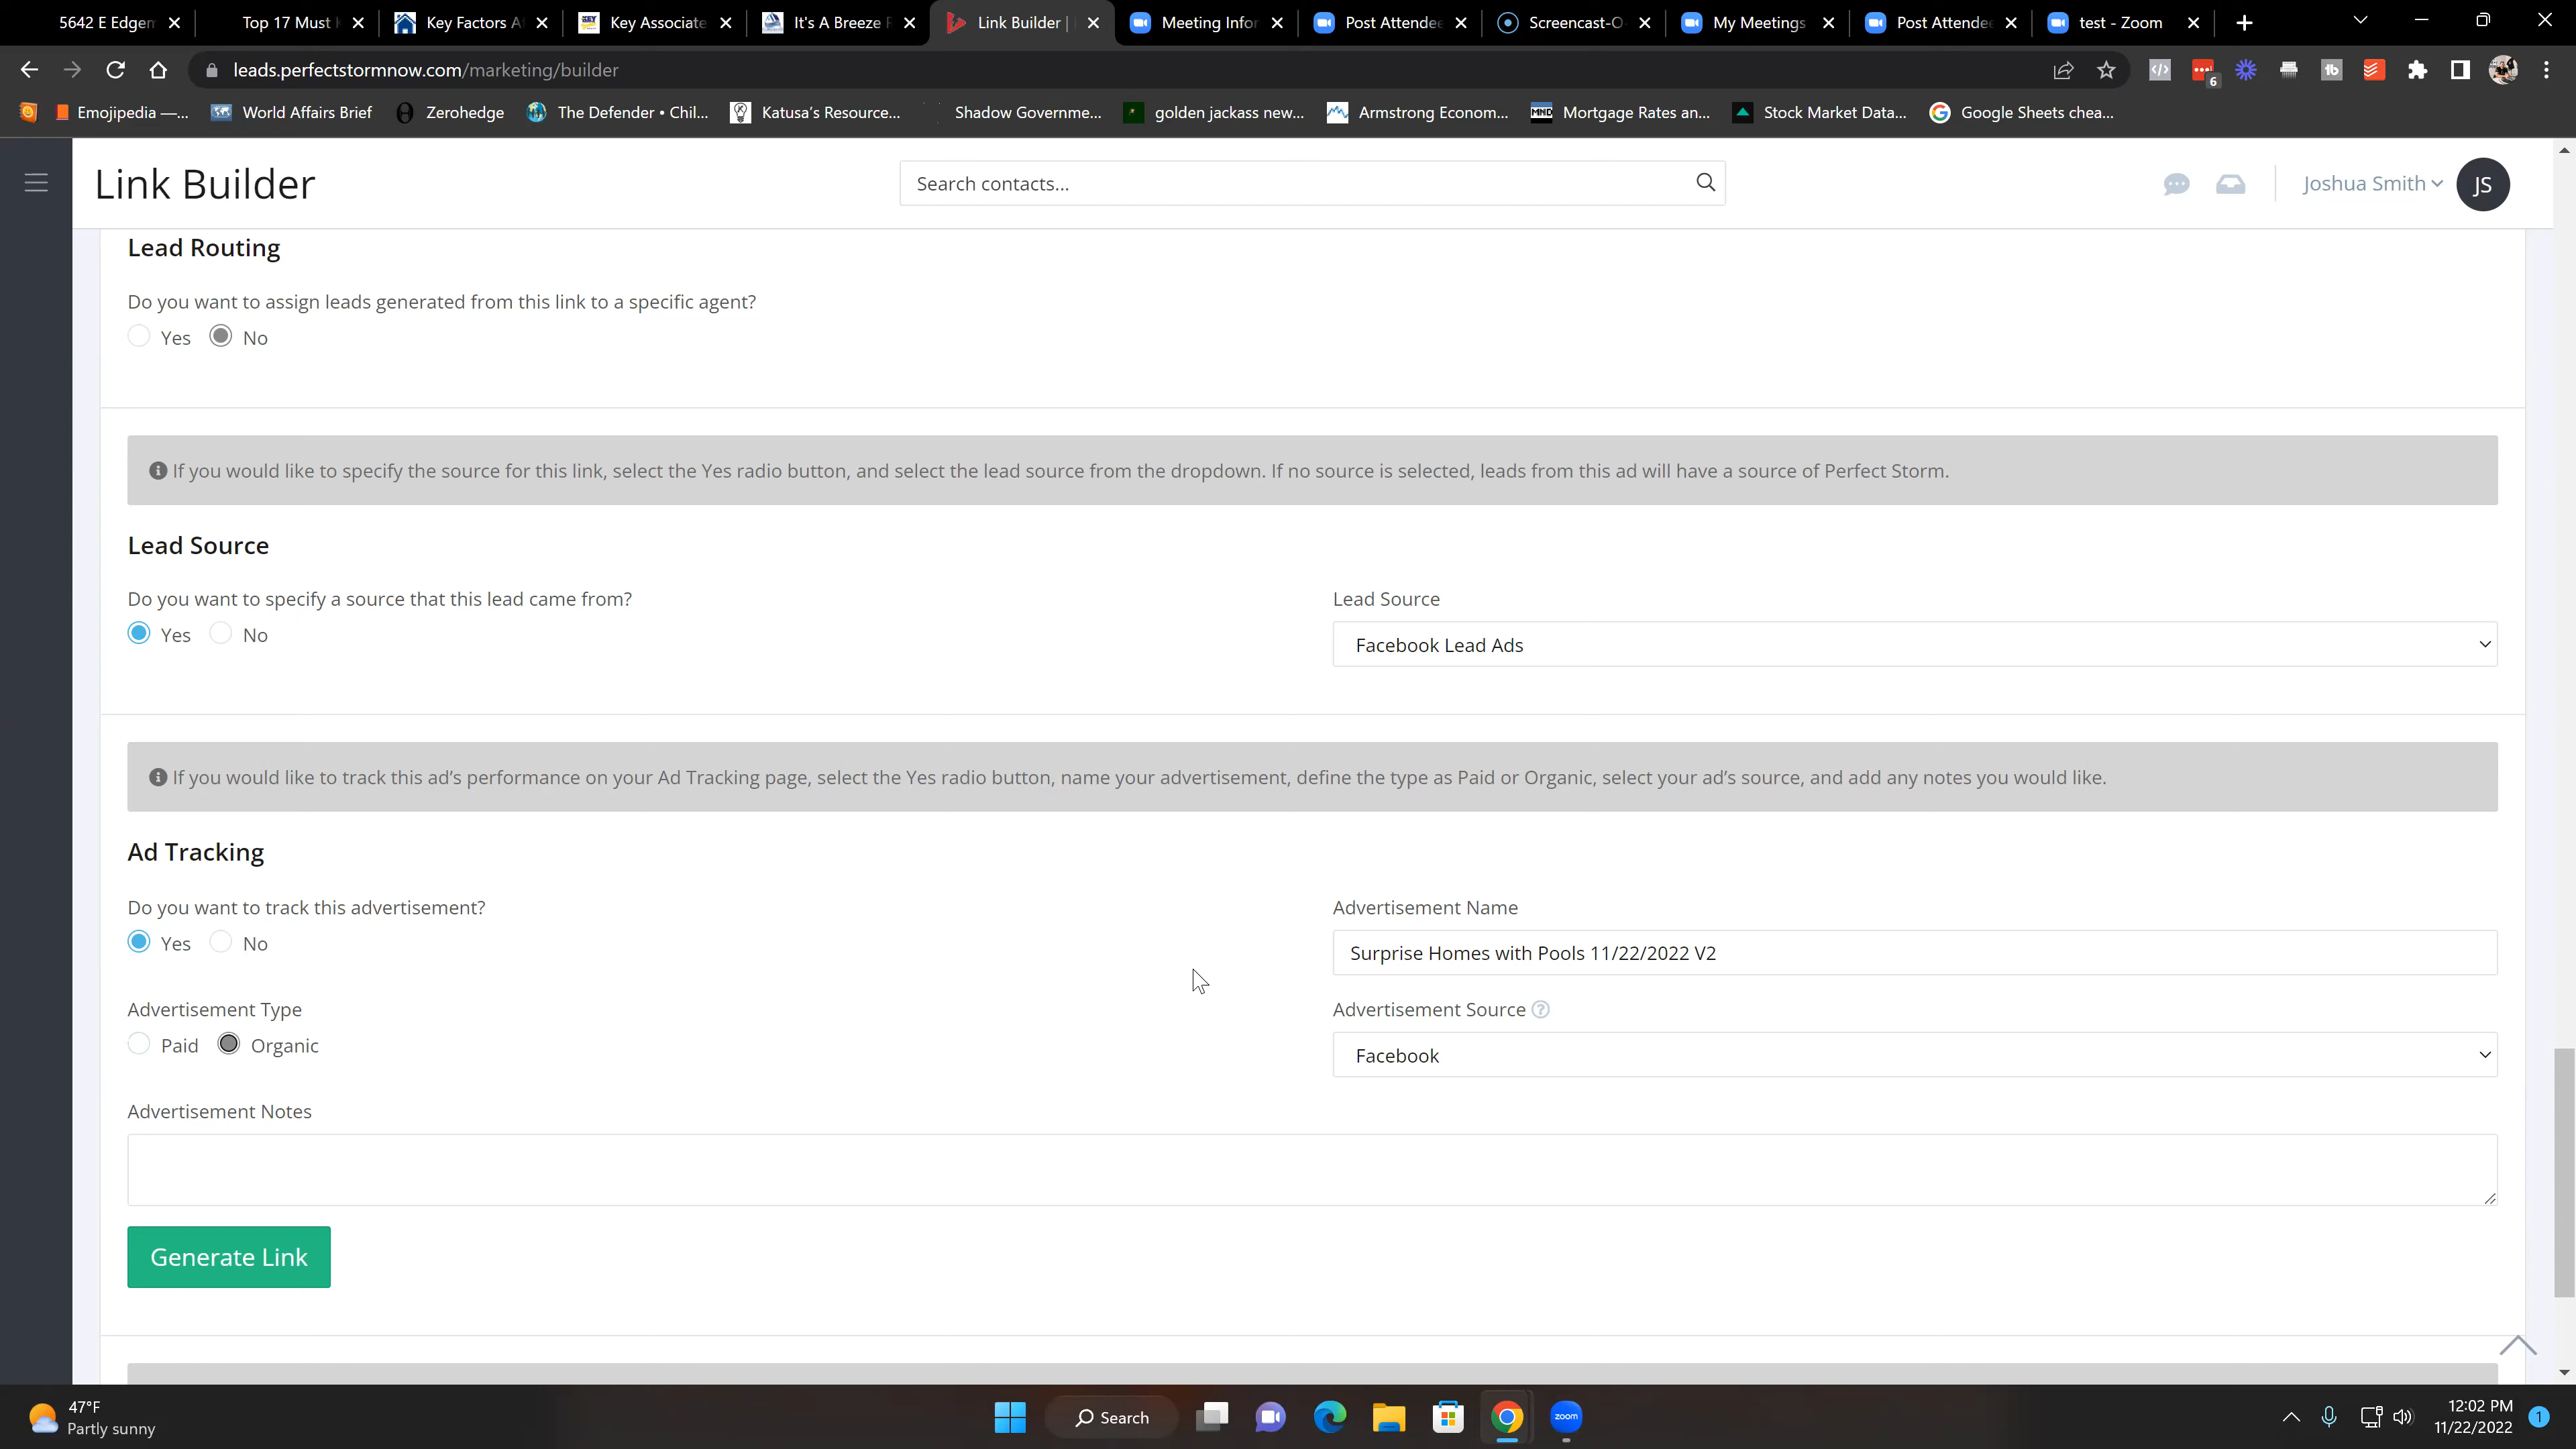 5642 E Edgem
Top 17 Must
Key Factors A
Key Associate
It's A Breeze
Link Builder |
Meeting Infor
Post Attendee
Screencast-O
My Meetings
Post Attendee
test - Zoom
leads.perfectstormnow.com/marketing/builder
6
Emojipedia —...
World Affairs Brief
Zerohedge
The Defender • Chil...
Katusa's Resource...
Shadow Governme...
golden jackass new...
Armstrong Econom...
MND
Mortgage Rates an...
Stock Market Data...
Google Sheets chea...
Link Builder
Search contacts...
Joshua Smith
JS
Lead Routing
Do you want to assign leads generated from this link to a specific agent?
Yes No
If you would like to specify the source for this link, select the Yes radio button, and select the lead source from the dropdown. If no source is selected, leads from this ad will have a source of Perfect Storm.
Lead Source
Do you want to specify a source that this lead came from?
Yes No
Lead Source
Facebook Lead Ads
If you would like to track this ad's performance on your Ad Tracking page, select the Yes radio button, name your advertisement, define the type as Paid or Organic, select your ad's source, and add any notes you would like.
Ad Tracking
Do you want to track this advertisement?
Yes No
Advertisement Name
Surprise Homes with Pools 11/22/2022 V2
Advertisement Type
Paid Organic
Advertisement Source
Facebook
Advertisement Notes
Generate Link
47°F
Partly sunny
Search
zoom
12:02 PM
11/22/2022
1